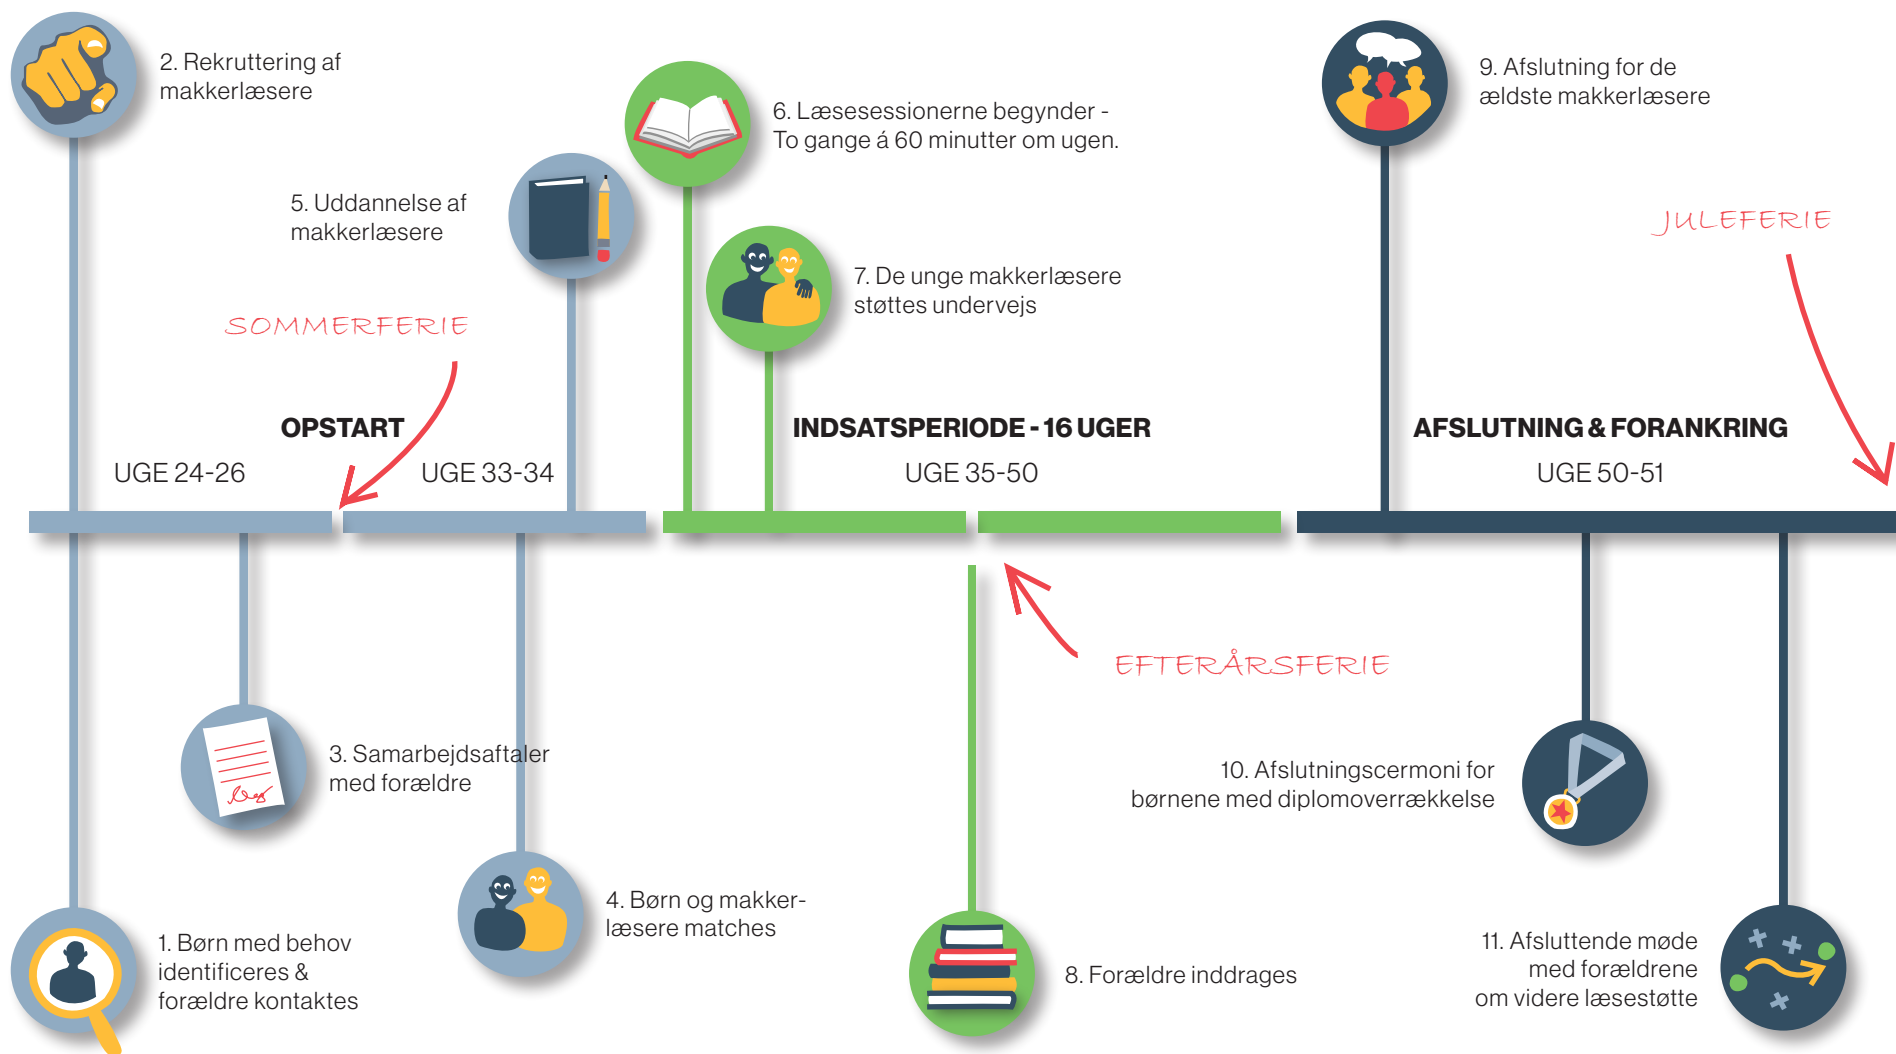 2. Rekruttering af
makkerlæsere
5. Uddannelse af
makkerlæsere
6. Læsesessionerne begynder -
To gange á 60 minutter om ugen.
7. De unge makkerlæsere
støttes undervejs
9. Afslutning for de
ældste makkerlæsere
JULEFERIE
SOMMERFERIE
OPSTART
UGE 24-26
UGE 33-34
INDSATSPERIODE - 16 UGER
UGE 35-50
AFSLUTNING & FORANKRING
UGE 50-51
EFTERÅRSFERIE
3. Samarbejdsaftaler
med forældre
10. Afslutningscermoni for
børnene med diplomoverrækkelse
4. Børn og makker-
læsere matches
1. Børn med behov
identificeres &
forældre kontaktes
8. Forældre inddrages
11. Afsluttende møde
med forældrene
om videre læsestøtte